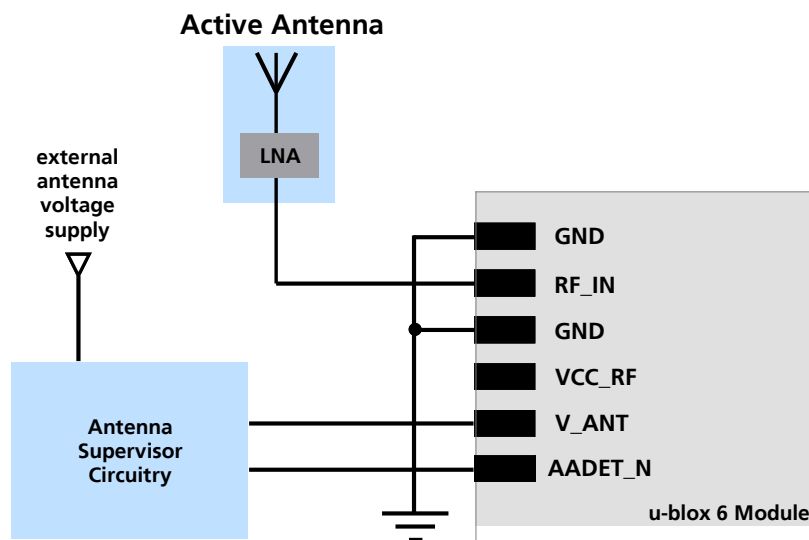 Active Antenna
LNA
external
antenna
voltage
supply
GND
RF_IN
GND
VCC_RF
V_ANT
AADET_N
Antenna
Supervisor
Circuitry
u-blox 6 Module